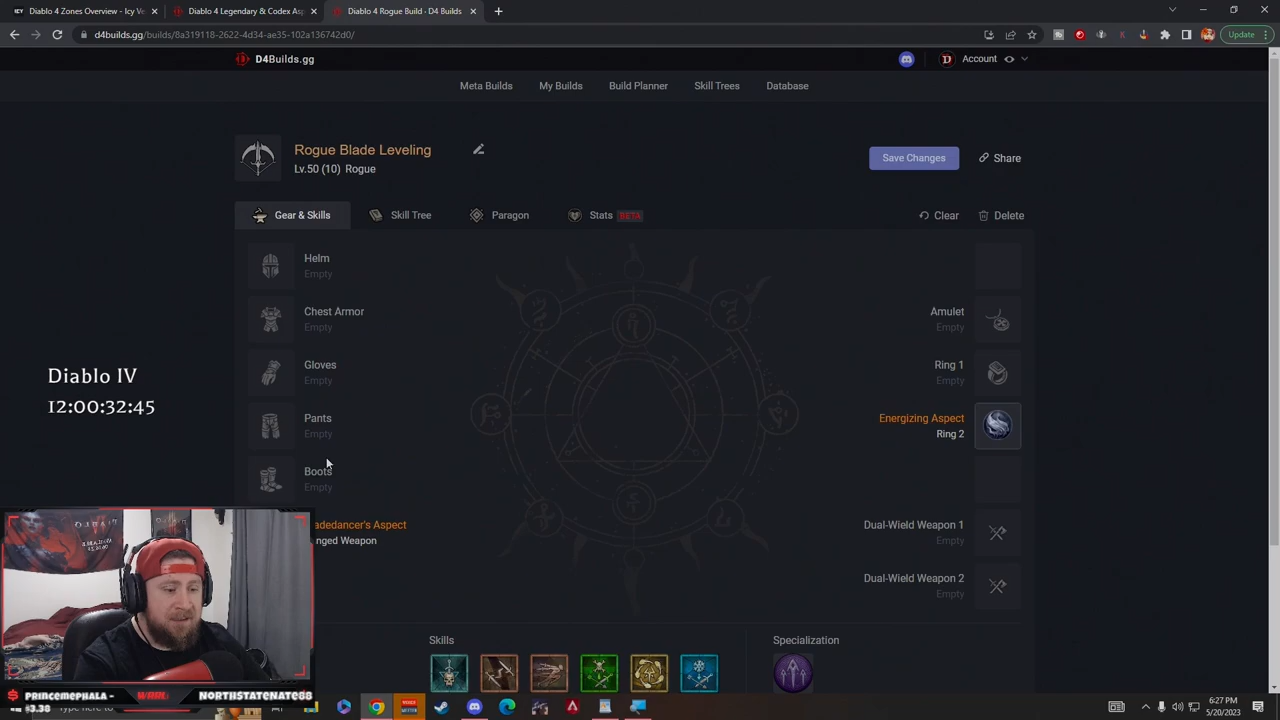 Diablo 4 Zones Overview - Icy Ve
Diablo 4 Legendary & Codex Asp
Diablo 4 Rogue Build - D4 Builds
d4builds.gg/builds/8a319118-2622-4d34-ae35-102a6136742d0/
Update
D4Builds.gg
Account
Meta Builds
My Builds
Build Planner
Skill Trees
Database
Rogue Blade Leveling
Lv.50 (10) Rogue
Save Changes
Share
Gear & Skills
Skill Tree
Paragon
Stats BETA
Clear
Delete
Helm
Empty
Chest Armor
Empty
Gloves
Empty
Pants
Empty
Boots
Empty
adedancer's Aspect
nged Weapon
Amulet
Empty
Ring 1
Empty
Energizing Aspect
Ring 2
Dual-Wield Weapon 1
Empty
Dual-Wield Weapon 2
Empty
Diablo IV
12:00:32:45
Skills
Specialization
PRINCEMEPHALA -
$3.38
NORTHSTATENATE88
6:27 PM
5/20/2023